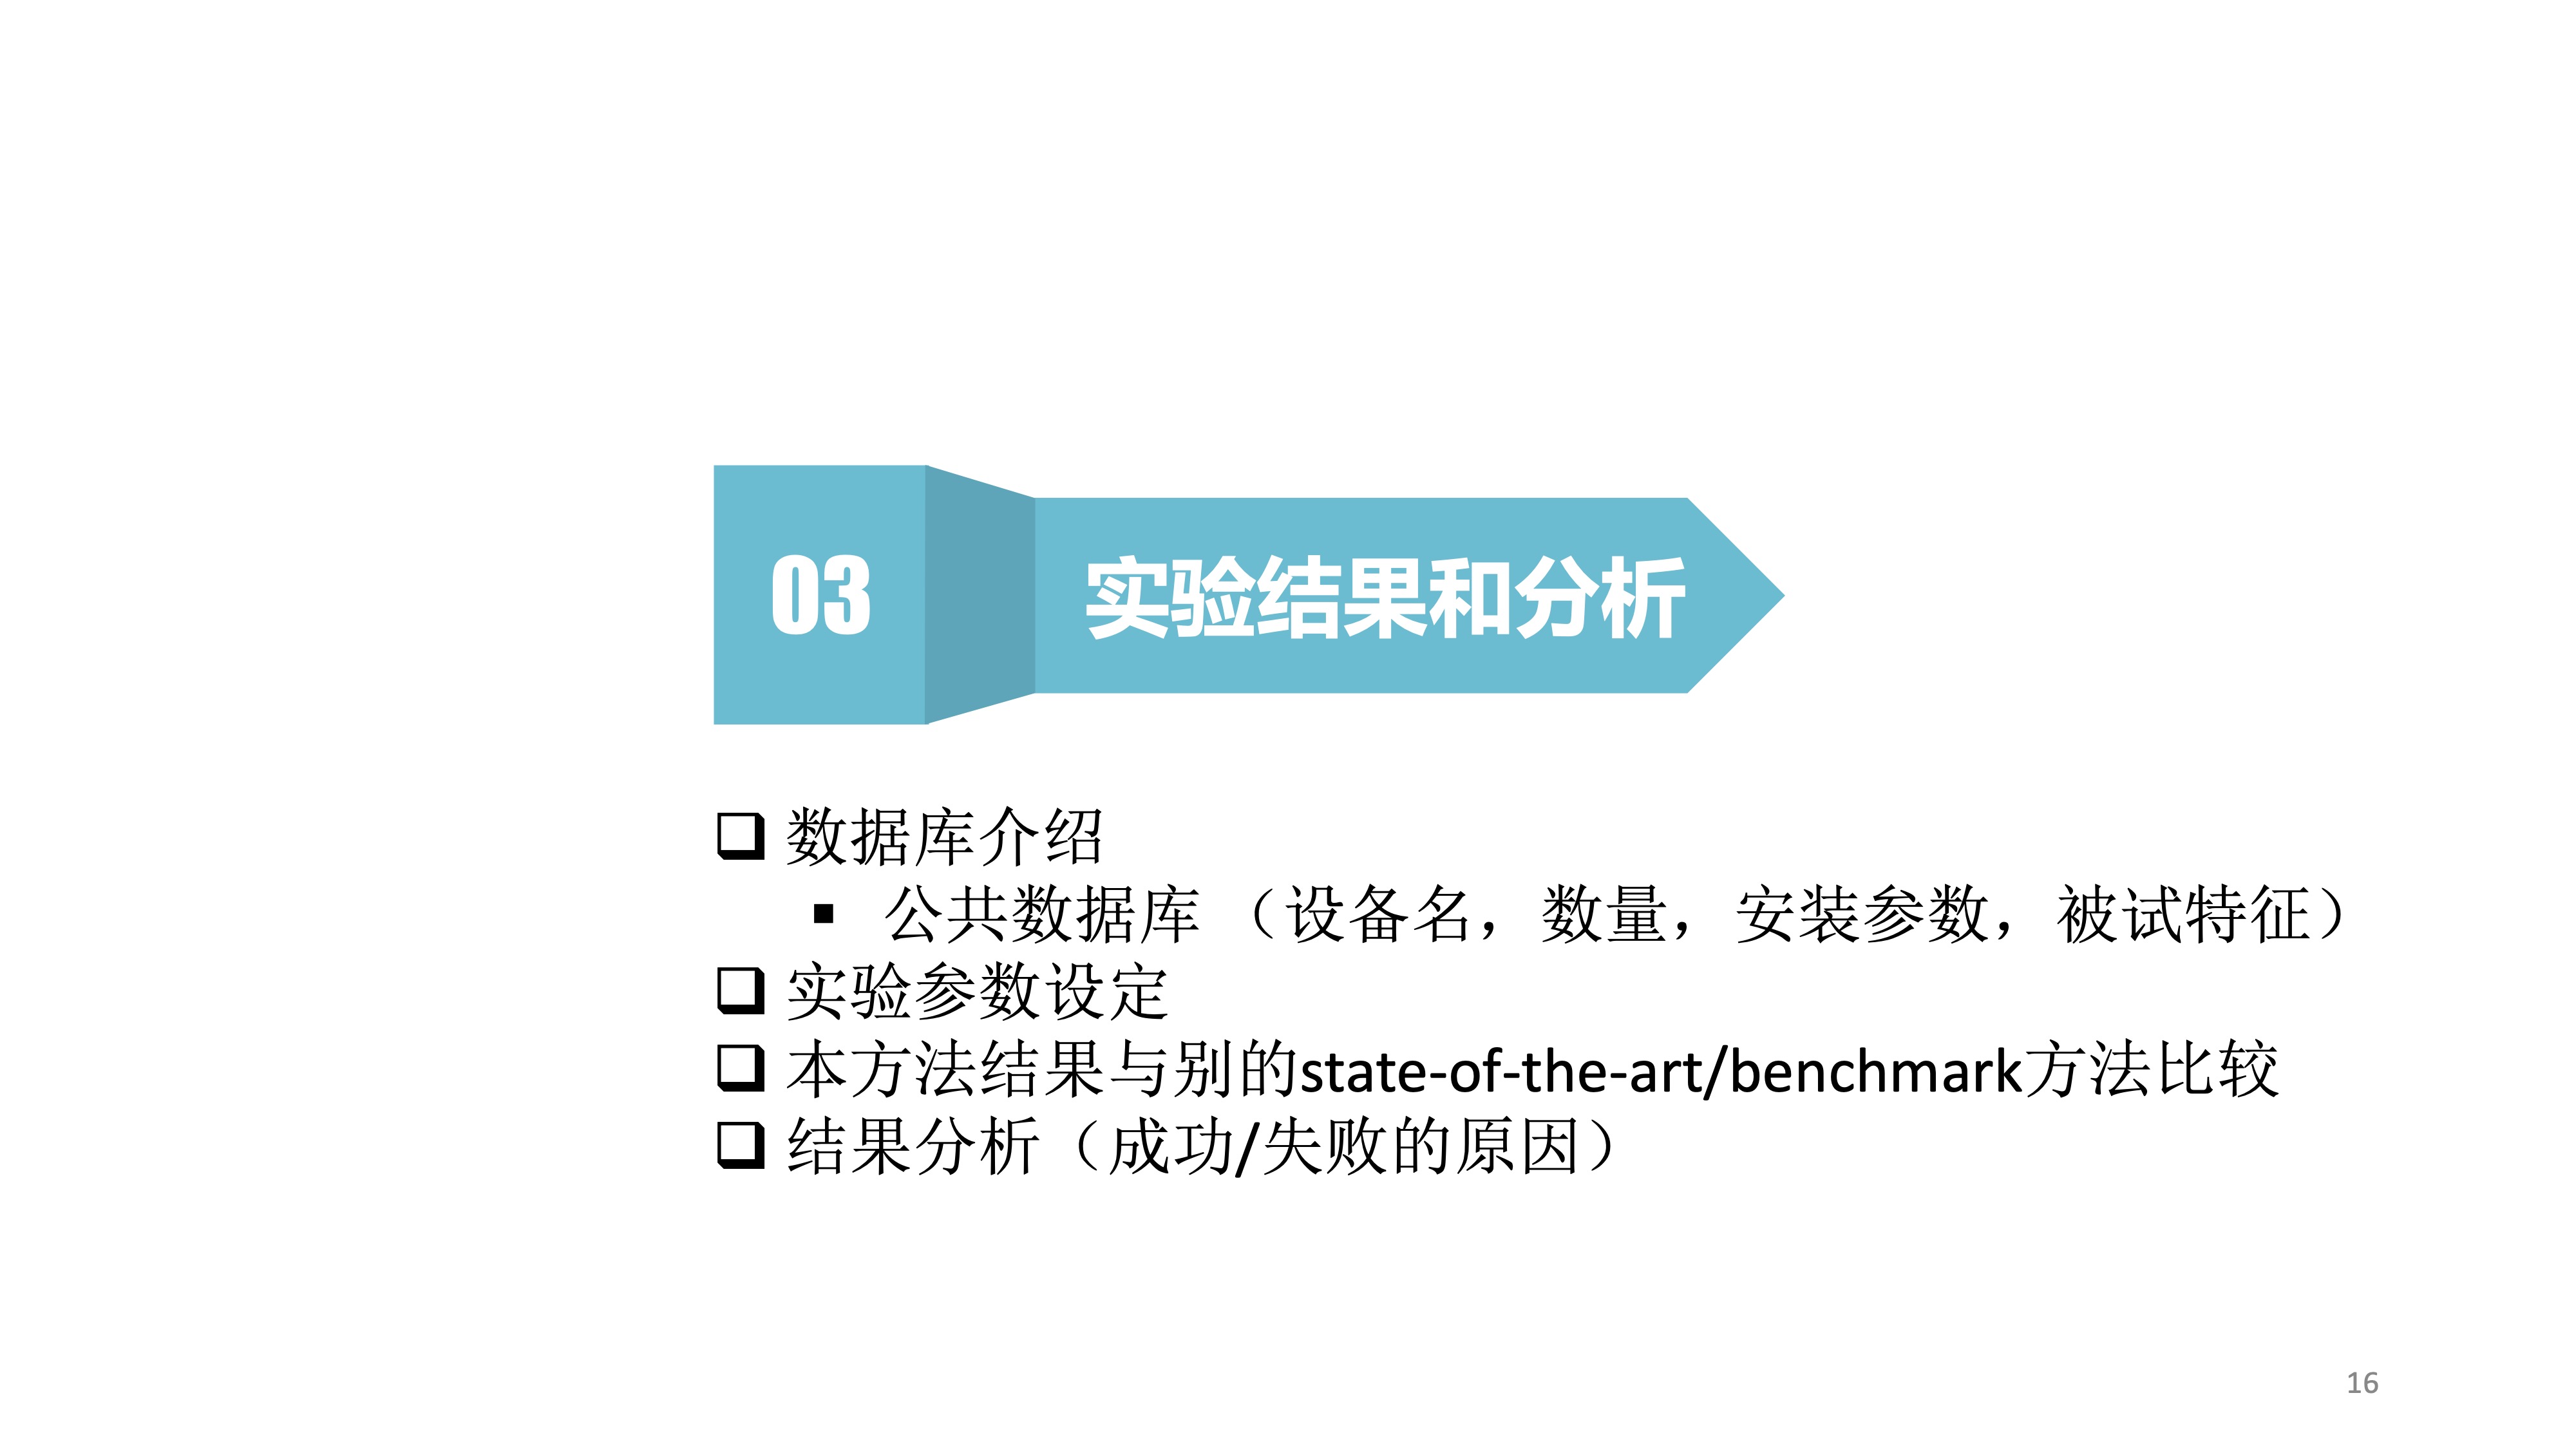 03
实验结果和分析
数据库介绍
公共数据库 （设备名，数量，安装参数，被试特征）
实验参数设定
本方法结果与别的state-of-the-art/benchmark方法比较
结果分析（成功/失败的原因）
16